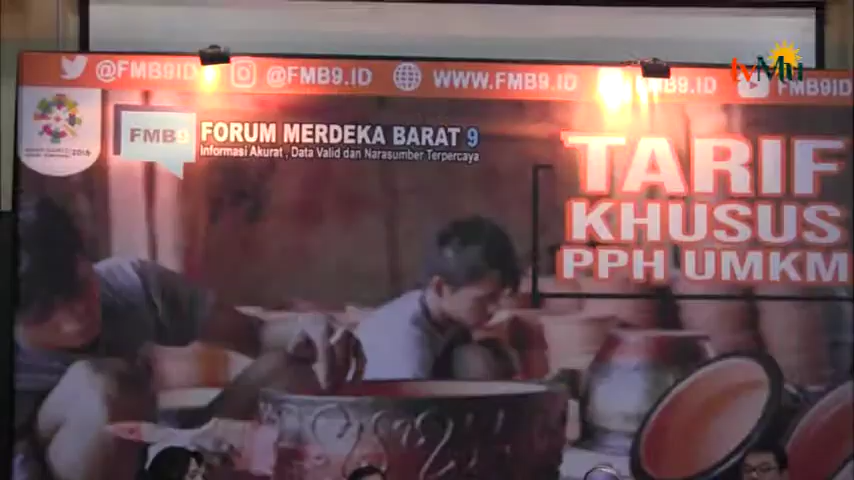 tvMu
@FMB9ID @FMB9.ID WWW.FMB9.ID FMB9.ID FMB9ID
FMB9
FORUM MERDEKA BARAT 9
Informasi Akurat, Data Valid dan Narasumber Terpercaya
TARIF
KHUSUS
PPH UMKM